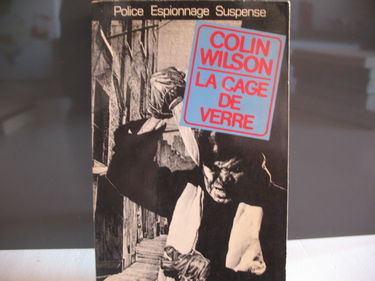 Police Espionnage Suspense
COLIN
WILSON
LA CAGE
DE
VERRE